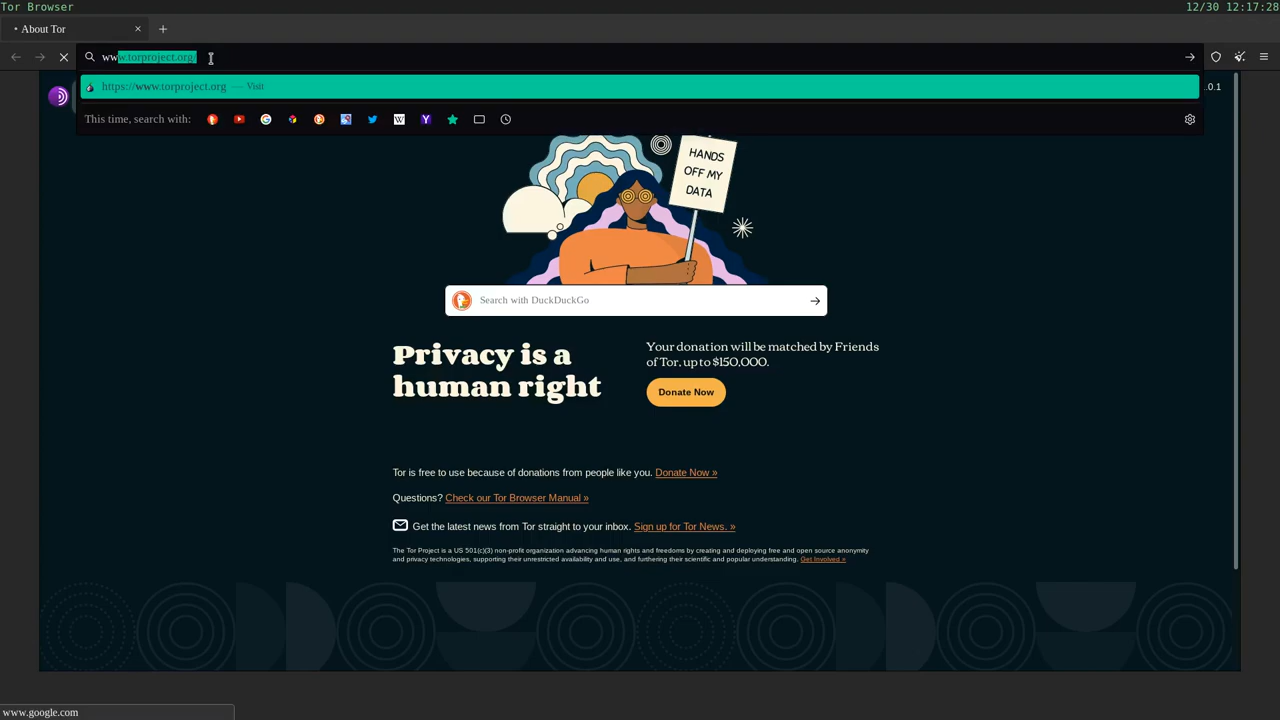 Tor Browser
12/30 12:17:28
About Tor
www.torproject.org/
https://www.torproject.org — Visit
.0.1
This time, search with:
HANDS
OFF MY
DATA
Search with DuckDuckGo
Privacy is a
human right
Your donation will be matched by Friends
of Tor, up to $150,000.
Donate Now
Tor is free to use because of donations from people like you. Donate Now »
Questions? Check our Tor Browser Manual »
Get the latest news from Tor straight to your inbox. Sign up for Tor News. »
The Tor Project is a US 501(c)(3) non-profit organization advancing human rights and freedoms by creating and deploying free and open source anonymity
and privacy technologies, supporting their unrestricted availability and use, and furthering their scientific and popular understanding. Get Involved »
www.google.com